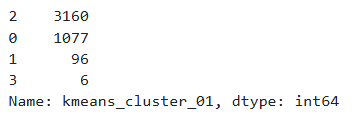 2    3160
0    1077
1      96
3       6
Name: kmeans_cluster_01, dtype: int64